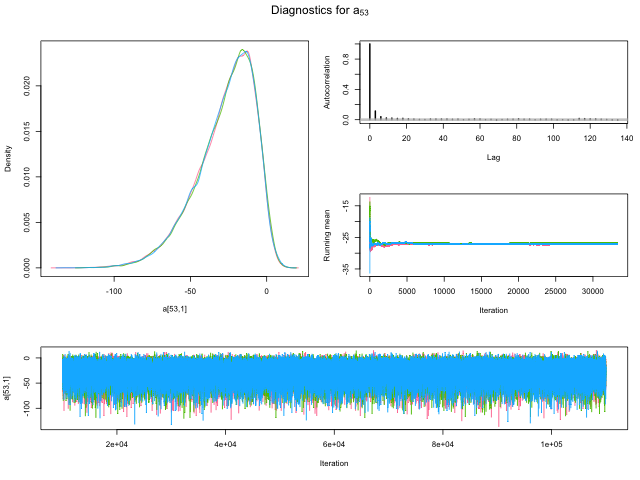 Diagnostics for a53
0.020
0.015
0.010
0.005
0.000
Density
-100 -50 0
a[53,1]
0.8
0.4
0.0
Autocorrelation
0 20 40 60 80 100 120 140
Lag
-15
-25
-35
Running mean
0 5000 10000 15000 20000 25000 30000
Iteration
0
-50
-100
a[53,1]
2e+04 4e+04 6e+04 8e+04 1e+05
Iteration